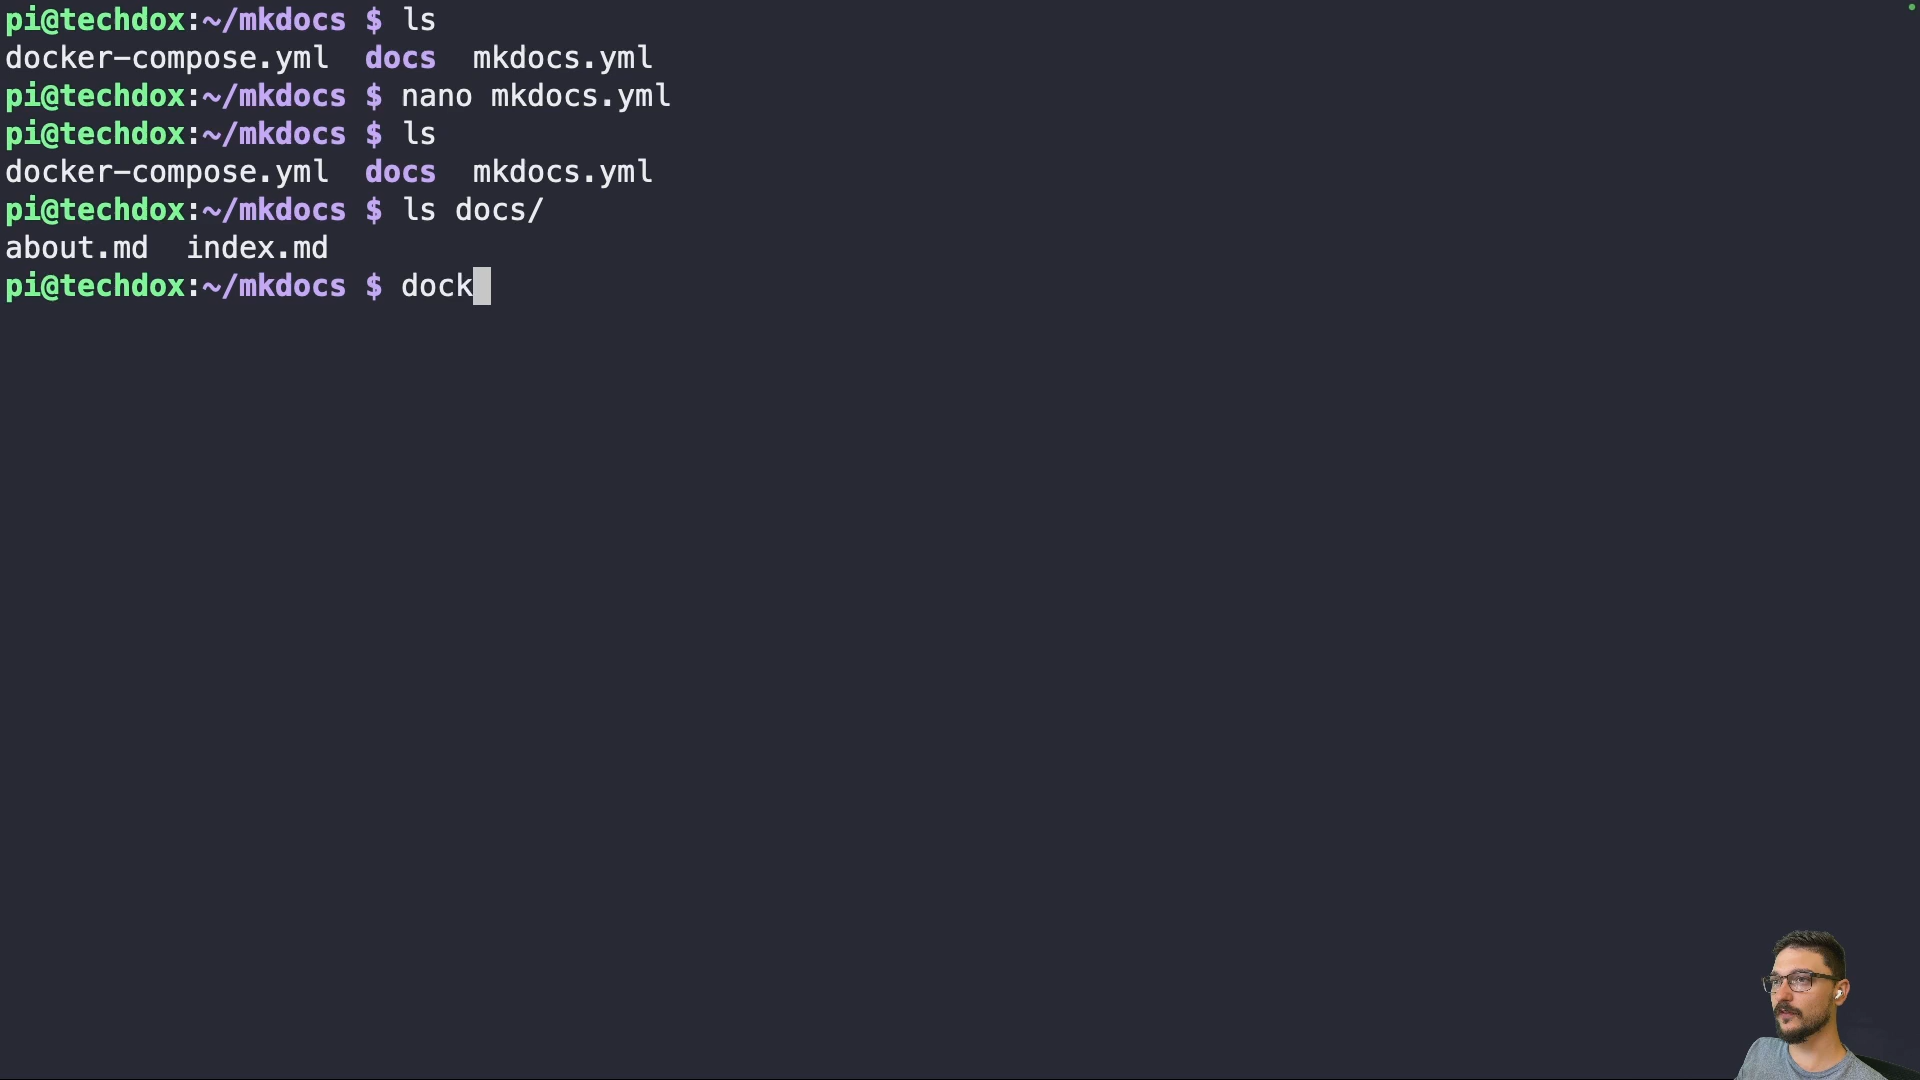 pi@techdox:~/mkdocs $ ls
docker-compose.yml  docs  mkdocs.yml
pi@techdox:~/mkdocs $ nano mkdocs.yml
pi@techdox:~/mkdocs $ ls
docker-compose.yml  docs  mkdocs.yml
pi@techdox:~/mkdocs $ ls docs/
about.md  index.md
pi@techdox:~/mkdocs $ dock